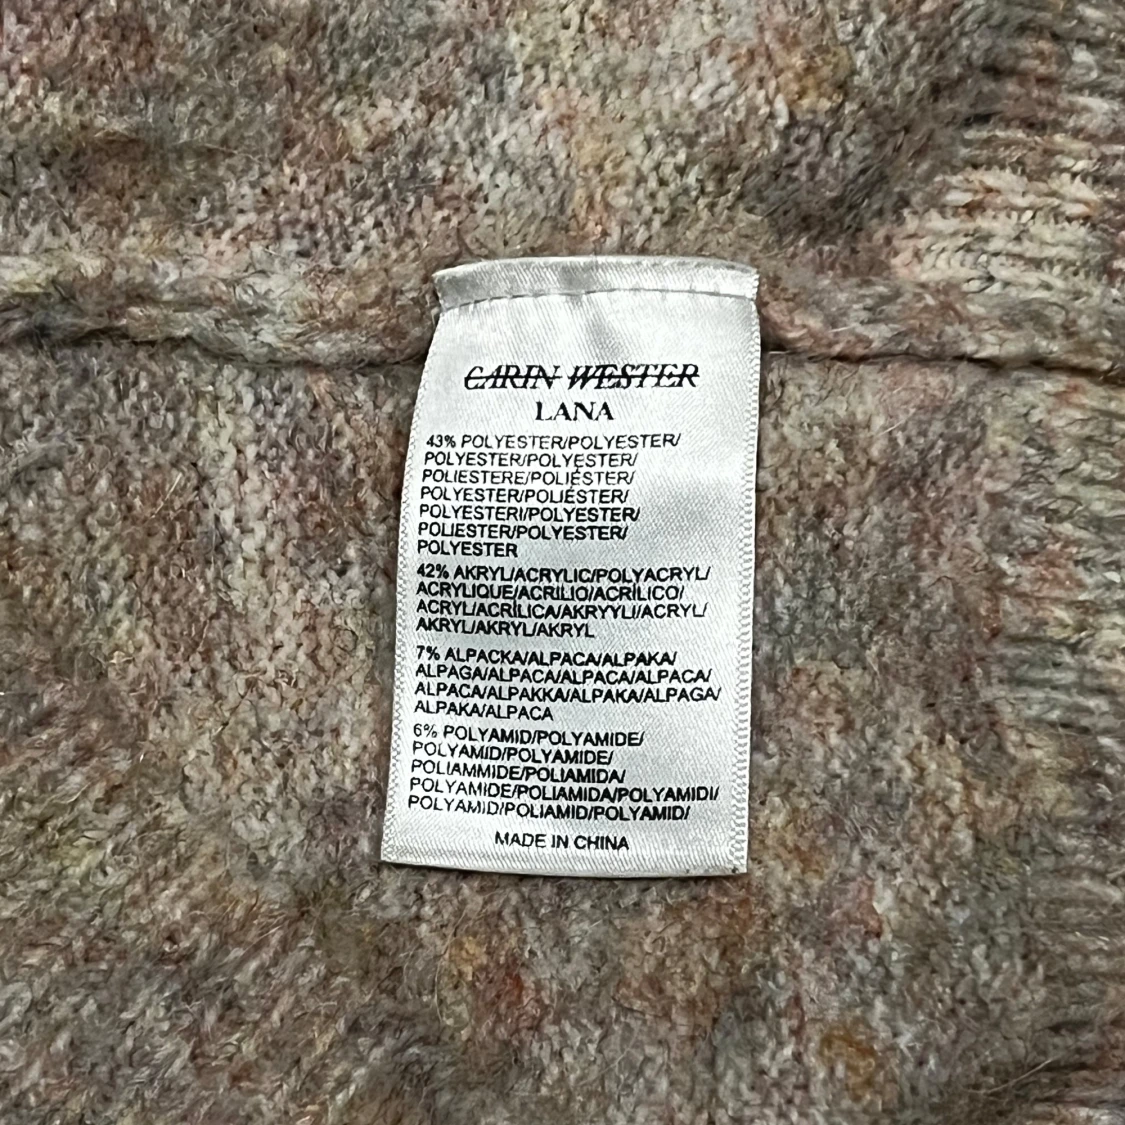 CARIN WESTER
LANA
43% POLYESTER/POLYESTER/
POLYESTER/POLYESTER/
POLIESTERE/POLIÉSTER/
POLYESTER/POLIÉSTER/
POLYESTERI/POLYESTER/
POLIESTER/POLYESTER/
POLYESTER
42% AKRYL/ACRYLIC/POLYACRYL/
ACRYLIQUE/ACRILIO/ACRÍLICO/
ACRYL/ACRÍLICA/AKRYYLI/ACRYL/
AKRYL/AKRYL/AKRYL
7% ALPACKA/ALPACA/ALPAKA/
ALPAGA/ALPACA/ALPACA/ALPACA/
ALPACA/ALPAKKA/ALPAKA/ALPAGA/
ALPAKA/ALPACA
6% POLYAMID/POLYAMIDE/
POLYAMID/POLYAMIDE/
POLIAMMIDE/POLIAMIDA/
POLYAMIDE/POLIAMIDA/POLYAMIDI/
POLYAMID/POLIAMID/POLYAMID/
MADE IN CHINA